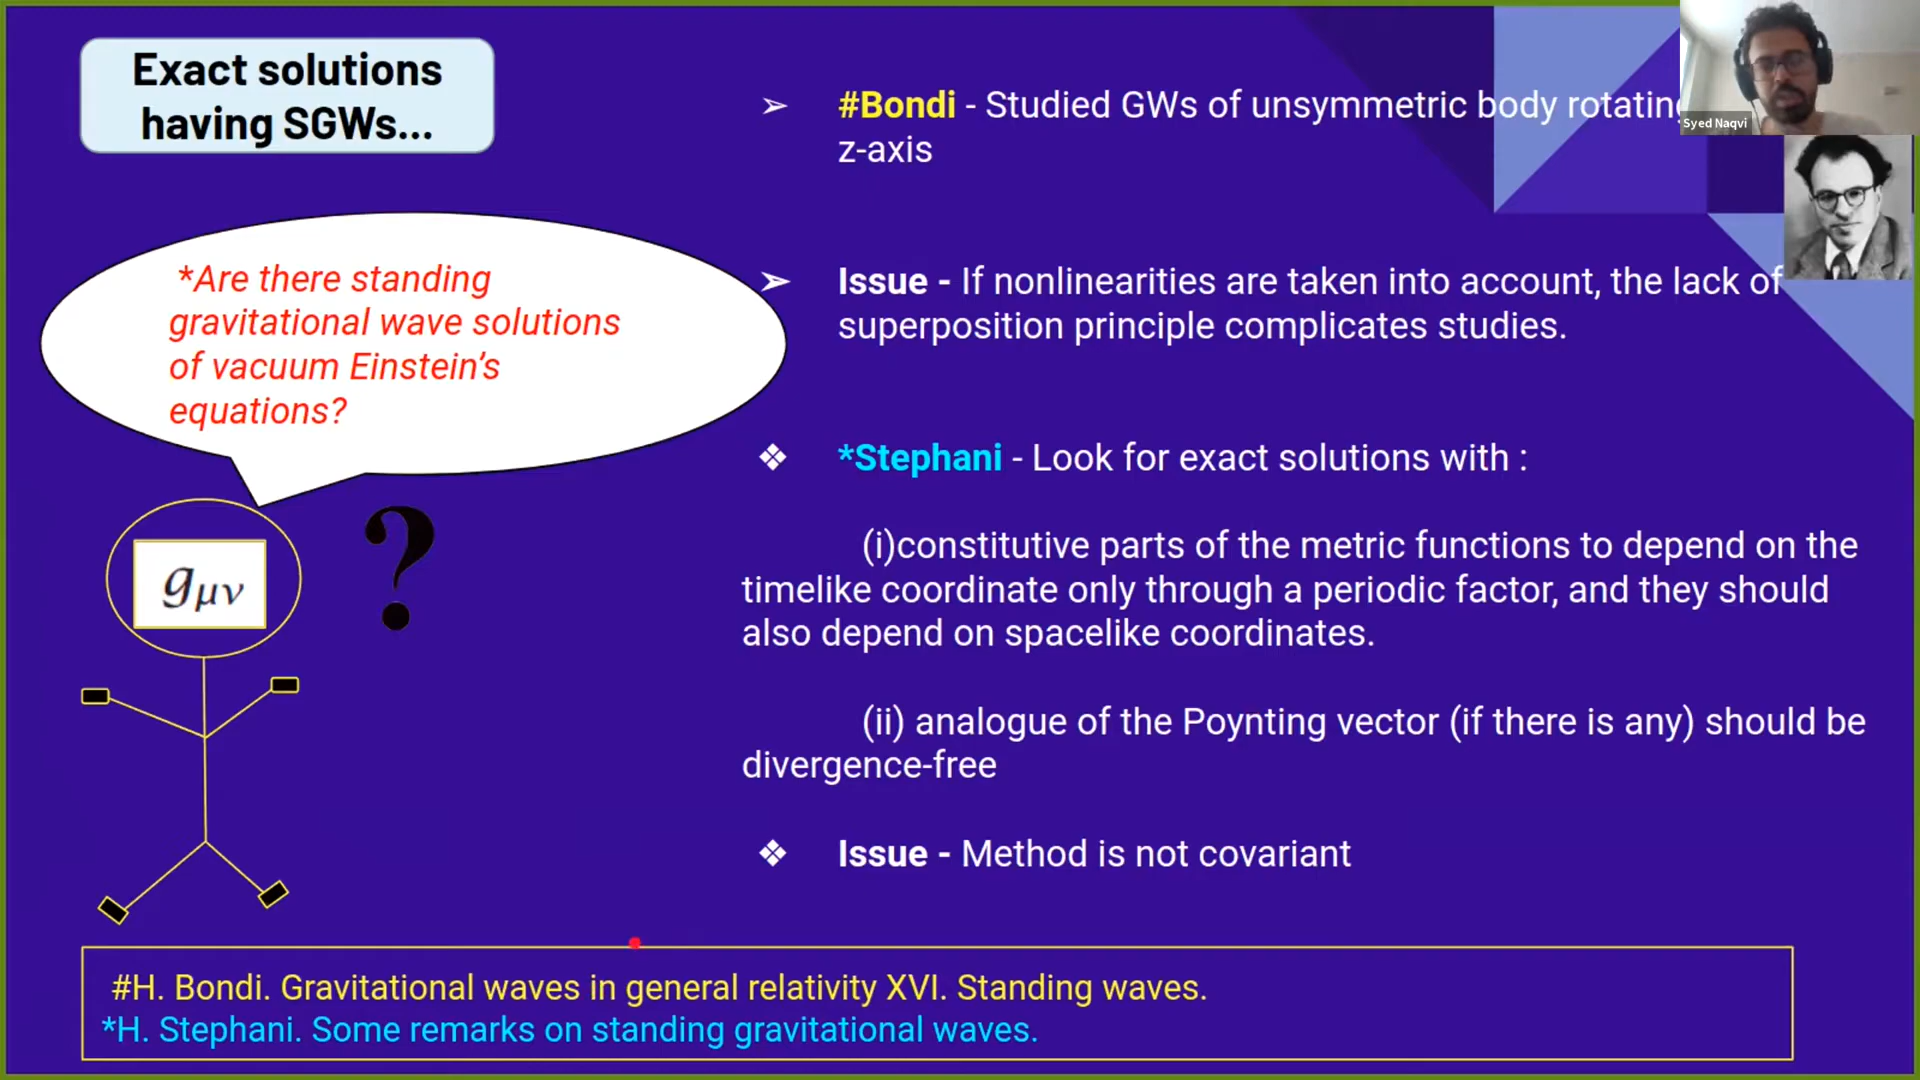 Exact solutions
having SGWs...
*Are there standing
gravitational wave solutions
of vacuum Einstein’s
equations?
?
gμν
➢ #Bondi - Studied GWs of unsymmetric body
z-axis
➢ Issue - If nonlinearities are taken into account, the lack of
superposition principle complicates studies.
❖ *Stephani - Look for exact solutions with :
(i)constitutive parts of the metric functions to depend on the
timelike coordinate only through a periodic factor, and they should
also depend on spacelike coordinates.
(ii) analogue of the Poynting vector (if there is any) should be
divergence-free
❖ Issue - Method is not covariant
#H. Bondi. Gravitational waves in general relativity XVI. Standing waves.
*H. Stephani. Some remarks on standing gravitational waves.
Syed Naqvi